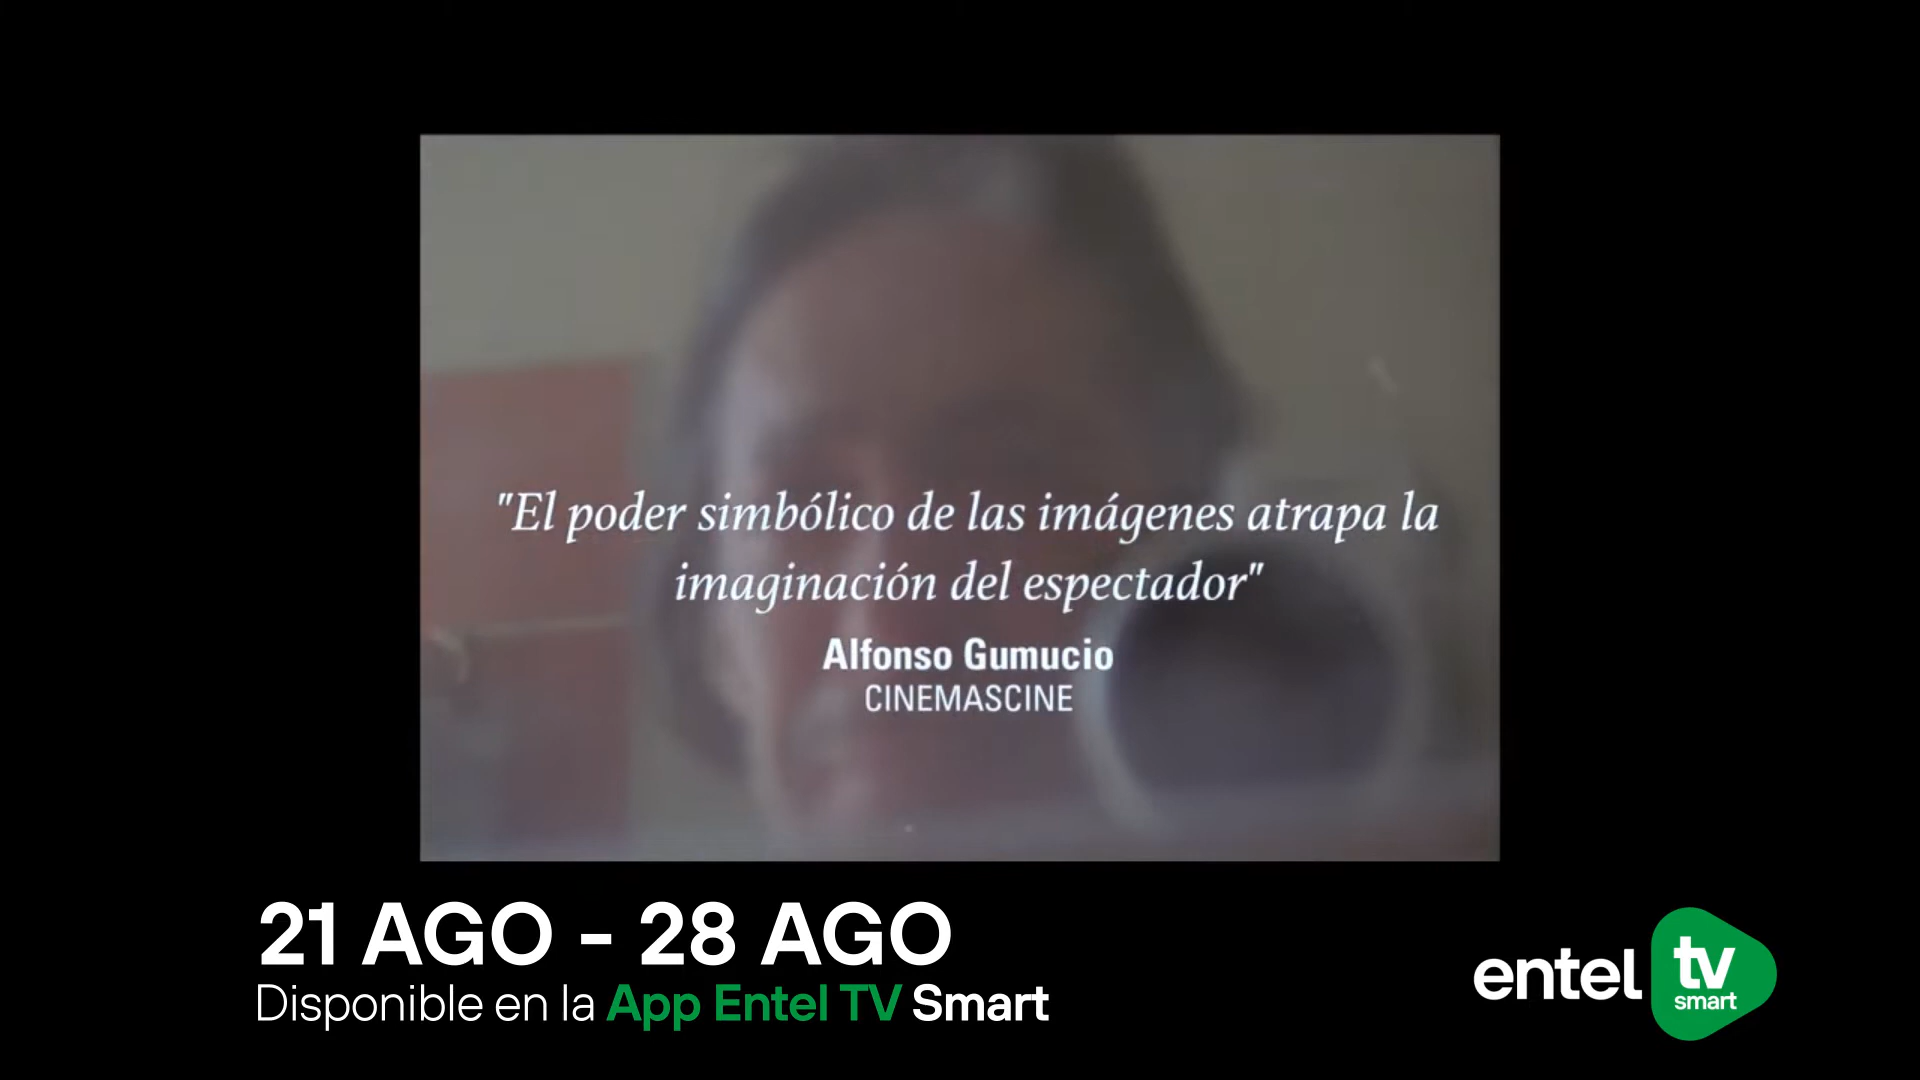 "El poder simbólico de las imágenes atrapa la
imaginación del espectador"
Alfonso Gumucio
CINEMASCINE
21 AGO - 28 AGO
Disponible en la App Entel TV Smart
entel tv smart